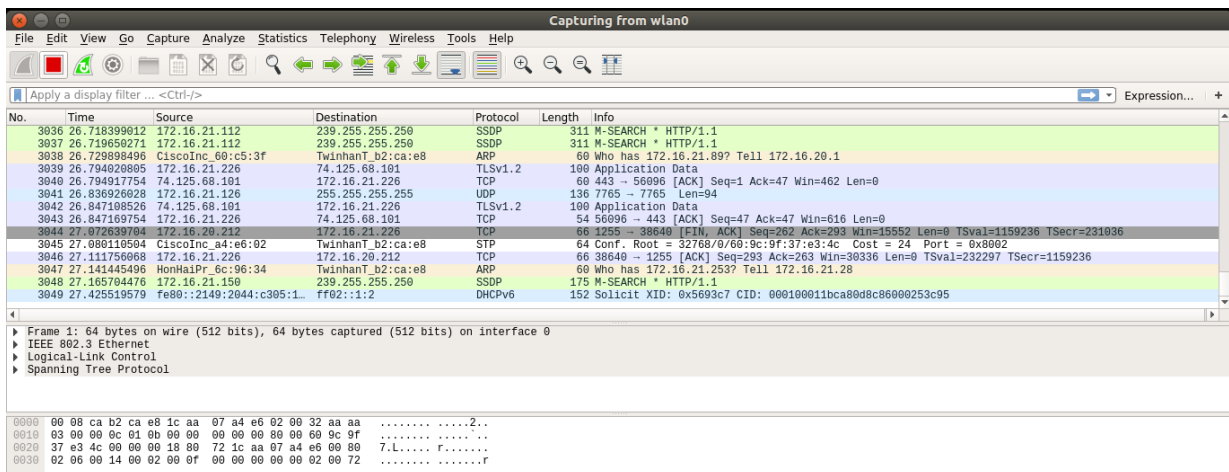 Capturing from wlan0
File Edit View Go Capture Analyze Statistics Telephony Wireless Tools Help
Apply a display filter ... <Ctrl-/> Expression... +
No. Time Source Destination Protocol Length Info
3036 26.718399012 172.16.21.112 239.255.255.250 SSDP 311 M-SEARCH * HTTP/1.1
3037 26.719650271 172.16.21.112 239.255.255.250 SSDP 311 M-SEARCH * HTTP/1.1
3038 26.729898496 CiscoInc_60:c5:3f TwinhanT_b2:ca:e8 ARP 60 Who has 172.16.21.89? Tell 172.16.20.1
3039 26.794020805 172.16.21.226 74.125.68.101 TLSv1.2 100 Application Data
3040 26.794917754 74.125.68.101 172.16.21.226 TCP 60 443 → 56096 [ACK] Seq=1 Ack=47 Win=462 Len=0
3041 26.836926028 172.16.21.126 255.255.255.255 UDP 136 7765 → 7765 Len=94
3042 26.847108526 74.125.68.101 172.16.21.226 TLSv1.2 100 Application Data
3043 26.847169754 172.16.21.226 74.125.68.101 TCP 54 56096 → 443 [ACK] Seq=47 Ack=47 Win=616 Len=0
3044 27.072639704 172.16.20.212 172.16.21.226 TCP 66 1255 → 38640 [FIN, ACK] Seq=262 Ack=293 Win=15552 Len=0 TSval=1159236 TSecr=231036
3045 27.080110504 CiscoInc_a4:e6:02 TwinhanT_b2:ca:e8 STP 64 Conf. Root = 32768/0/60:9c:9f:37:e3:4c Cost = 24 Port = 0x8002
3046 27.111756068 172.16.21.226 172.16.20.212 TCP 66 38640 → 1255 [ACK] Seq=293 Ack=263 Win=30336 Len=0 TSval=232297 TSecr=1159236
3047 27.141445496 HonHaiPr_6c:96:34 TwinhanT_b2:ca:e8 ARP 60 Who has 172.16.21.253? Tell 172.16.21.28
3048 27.165704476 172.16.21.150 239.255.255.250 SSDP 175 M-SEARCH * HTTP/1.1
3049 27.425519579 fe80::2149:2044:c305:1… ff02::1:2 DHCPv6 152 Solicit XID: 0x5693c7 CID: 000100011bca80d8c86000253c95
Frame 1: 64 bytes on wire (512 bits), 64 bytes captured (512 bits) on interface 0
IEEE 802.3 Ethernet
Logical-Link Control
Spanning Tree Protocol
0000 00 08 ca b2 ca e8 1c aa 07 a4 e6 02 00 32 aa aa ........ .....2..
0010 03 00 00 0c 01 0b 00 00 00 00 00 80 00 60 9c 9f ........ .....`..
0020 37 e3 4c 00 00 00 18 80 72 1c aa 07 a4 e6 00 80 7.L..... r.......
0030 02 06 00 14 00 02 00 0f 00 00 00 00 00 02 00 72 ........ .......r